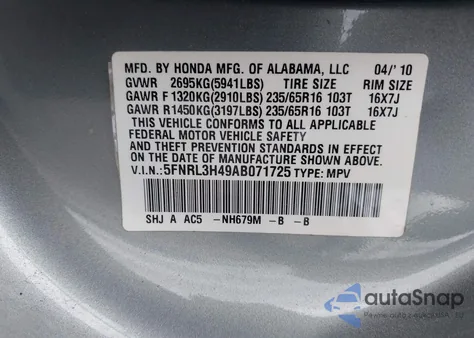 MFD. BY HONDA MFG. OF ALABAMA, LLC 04/' 10
GVWR 2695KG(5941LBS) TIRE SIZE RIM SIZE
GAWR F 1320KG(2910LBS) 235/65R16 103T 16X7J
GAWR R 1450KG(3197LBS) 235/65R16 103T 16X7J
THIS VEHICLE CONFORMS TO ALL APPLICABLE
FEDERAL MOTOR VEHICLE SAFETY
AND THEFT PREVENTION STANDARDS IN EFFECT ON
THE DATE OF MANUFACTURE SHOWN ABOVE.
V.I.N.: 5FNRL3H49AB071725 TYPE: MPV
SHJ A AC5 -NH679M -B -B
autoSnap